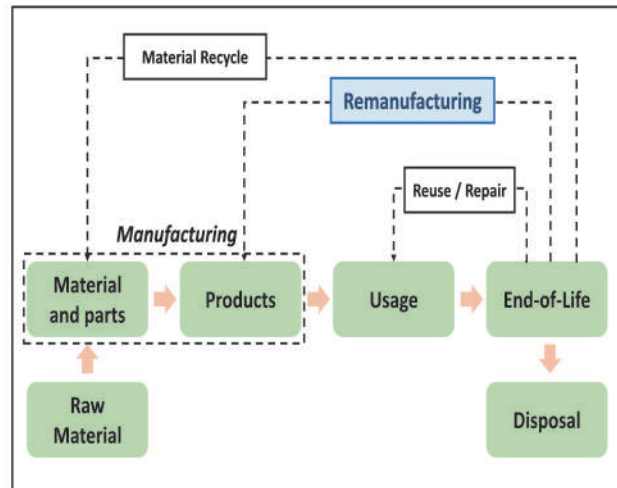 Material Recycle
Remanufacturing
Reuse / Repair
Manufacturing
Material
and parts
Products
Usage
End-of-Life
Raw
Material
Disposal